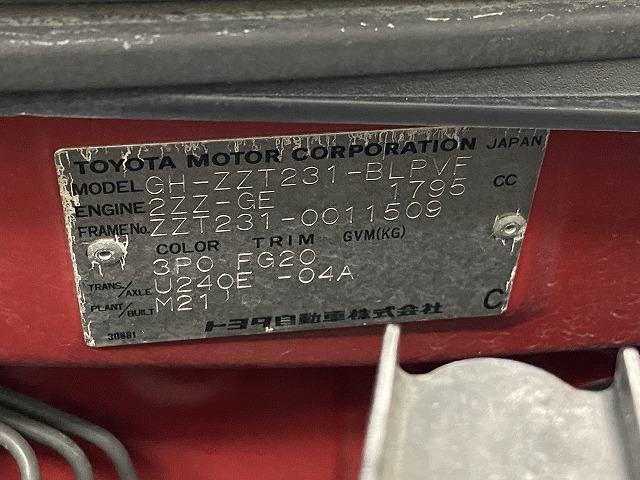 TOYOTA MOTOR CORPORATION JAPAN
MODEL GH-ZZT231-BLPVF
ENGINE 2ZZ-GE 1795 CC
FRAME No. ZZT231-0011509
COLOR TRIM GVM(KG)
3P0 FG20
TRANS./AXLE U240E -04A
PLANT/BUILT M21 C
30881 トヨタ自動車株式会社